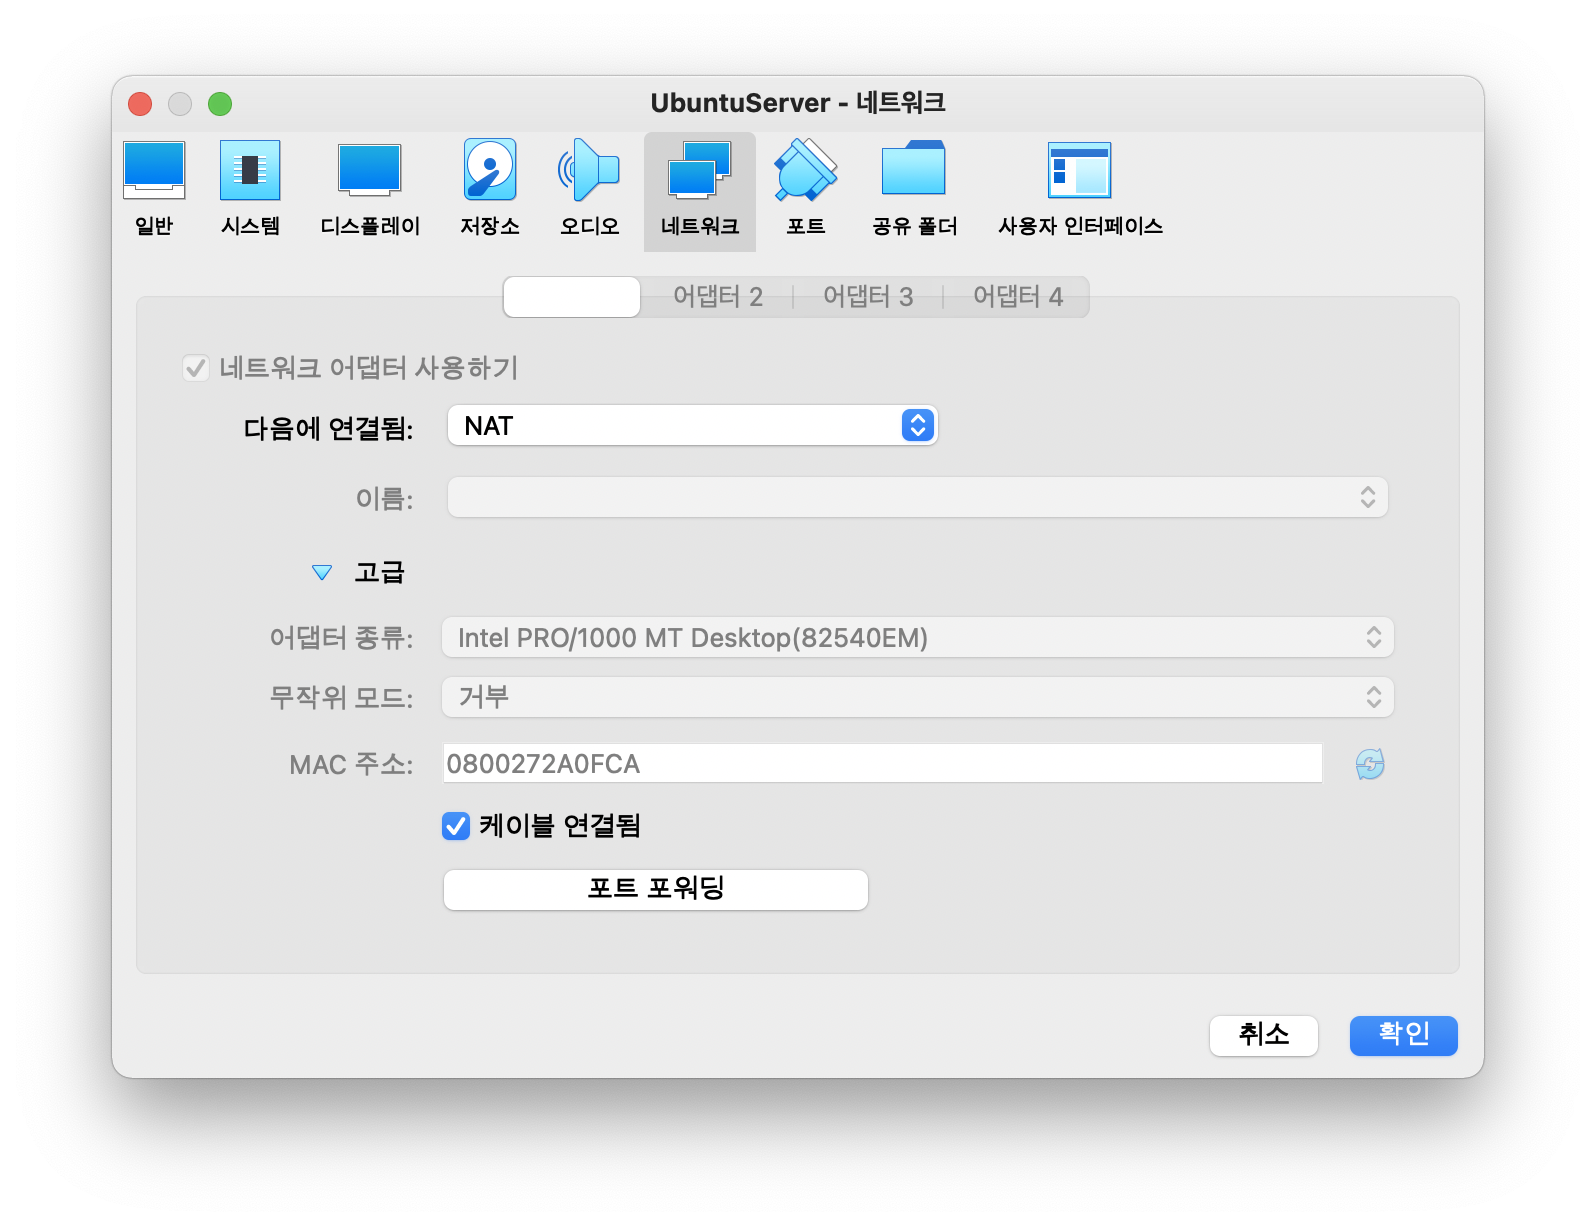 UbuntuServer - 네트워크
일반 시스템 디스플레이 저장소 오디오 네트워크 포트 공유 폴더 사용자 인터페이스
어댑터 2 어댑터 3 어댑터 4
네트워크 어댑터 사용하기
다음에 연결됨: NAT
이름:
고급
어댑터 종류: Intel PRO/1000 MT Desktop(82540EM)
무작위 모드: 거부
MAC 주소: 0800272A0FCA
케이블 연결됨
포트 포워딩
취소 확인